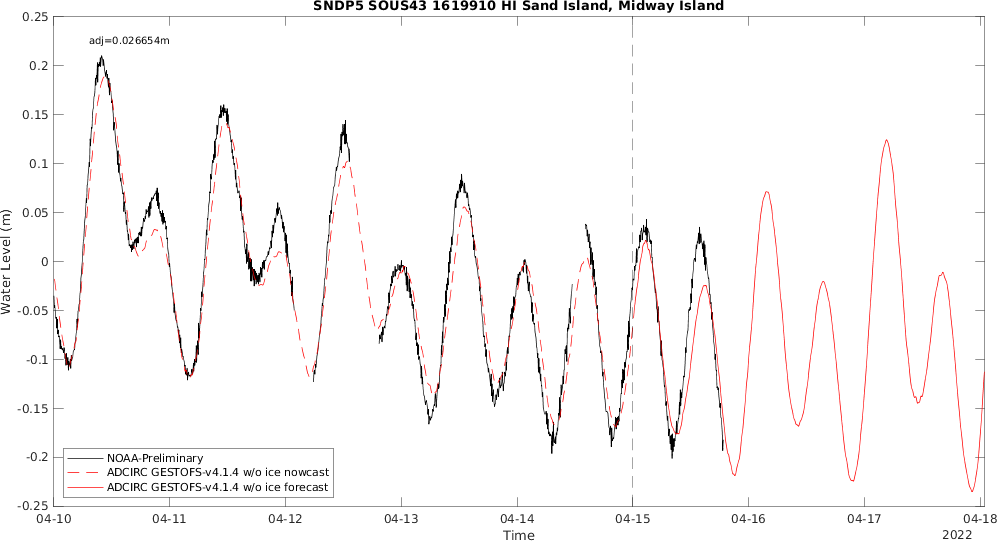 SNDP5 SOUS43 1619910 HI Sand Island, Midway Island
0.25
adj=0.026654m
0.2
0.15
0.1
0.05
0
-0.05
-0.1
-0.15
-0.2
-0.25
Water Level (m)
NOAA-Preliminary
ADCIRC GESTOFS-v4.1.4 w/o ice nowcast
ADCIRC GESTOFS-v4.1.4 w/o ice forecast
04-10 04-11 04-12 04-13 04-14 04-15 04-16 04-17 04-18
Time
2022